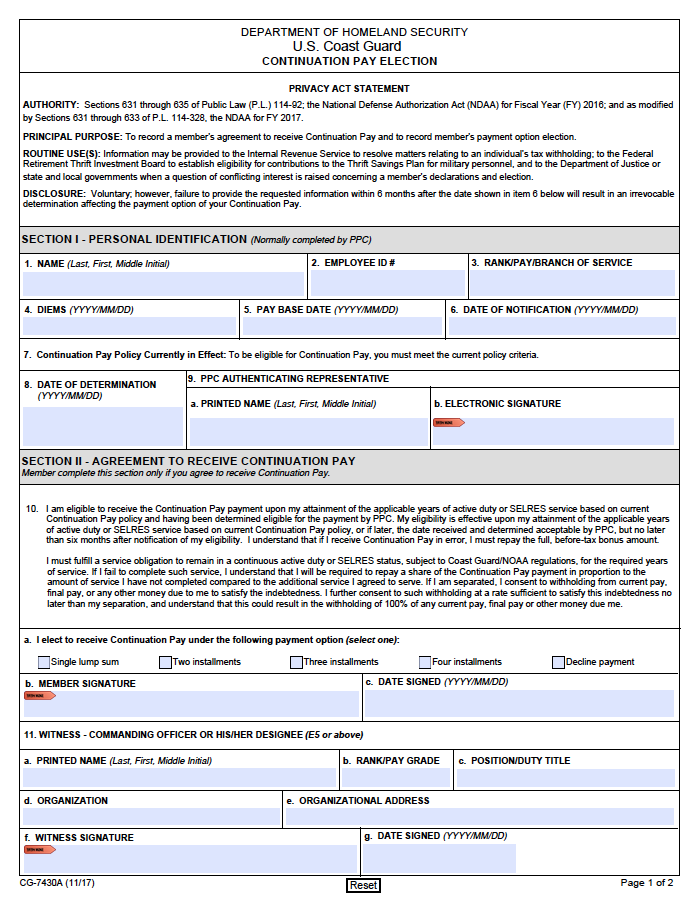 DEPARTMENT OF HOMELAND SECURITY
U.S. Coast Guard
CONTINUATION PAY ELECTION
PRIVACY ACT STATEMENT
AUTHORITY: Sections 631 through 635 of Public Law (P.L.) 114-92; the National Defense Authorization Act (NDAA) for Fiscal Year (FY) 2016; and as modified
by Sections 631 through 633 of P.L. 114-328, the NDAA for FY 2017.
PRINCIPAL PURPOSE: To record a member's agreement to receive Continuation Pay and to record member's payment option election.
ROUTINE USE(S): Information may be provided to the Internal Revenue Service to resolve matters relating to an individual's tax withholding; to the Federal
Retirement Thrift Investment Board to establish eligibility for contributions to the Thrift Savings Plan for military personnel, and to the Department of Justice or
state and local governments when a question of conflicting interest is raised concerning a member's declarations and election.
DISCLOSURE: Voluntary; however, failure to provide the requested information within 6 months after the date shown in item 6 below will result in an irrevocable
determination affecting the payment option of your Continuation Pay.
SECTION I - PERSONAL IDENTIFICATION (Normally completed by PPC)
1. NAME (Last, First, Middle Initial)
2. EMPLOYEE ID #
3. RANK/PAY/BRANCH OF SERVICE
4. DIEMS (YYYY/MM/DD)
5. PAY BASE DATE (YYYY/MM/DD)
6. DATE OF NOTIFICATION (YYYY/MM/DD)
7. Continuation Pay Policy Currently in Effect: To be eligible for Continuation Pay, you must meet the current policy criteria.
8. DATE OF DETERMINATION
(YYYY/MM/DD)
9. PPC AUTHENTICATING REPRESENTATIVE
a. PRINTED NAME (Last, First, Middle Initial)
b. ELECTRONIC SIGNATURE
SECTION II - AGREEMENT TO RECEIVE CONTINUATION PAY
Member complete this section only if you agree to receive Continuation Pay.
10. I am eligible to receive the Continuation Pay payment upon my attainment of the applicable years of active duty or SELRES service based on current
Continuation Pay policy and having been determined eligible for the payment by PPC. My eligibility is effective upon my attainment of the applicable years
of active duty or SELRES service based on current Continuation Pay policy, or if later, the date received and determined acceptable by PPC, but no later
than six months after notification of my eligibility. I understand that if I receive Continuation Pay in error, I must repay the full, before-tax bonus amount.
I must fulfill a service obligation to remain in a continuous active duty or SELRES status, subject to Coast Guard/NOAA regulations, for the required years
of service. If I fail to complete such service, I understand that I will be required to repay a share of the Continuation Pay payment in proportion to the
amount of service I have not completed compared to the additional service I agreed to serve. If I am separated, I consent to withholding from current pay,
final pay, or any other money due to me to satisfy the indebtedness. I further consent to such withholding at a rate sufficient to satisfy this indebtedness no
later than my separation, and understand that this could result in the withholding of 100% of any current pay, final pay or other money due me.
a. I elect to receive Continuation Pay under the following payment option (select one):
Single lump sum
Two installments
Three installments
Four installments
Decline payment
b. MEMBER SIGNATURE
c. DATE SIGNED (YYYY/MM/DD)
11. WITNESS - COMMANDING OFFICER OR HIS/HER DESIGNEE (E5 or above)
a. PRINTED NAME (Last, First, Middle Initial)
b. RANK/PAY GRADE
c. POSITION/DUTY TITLE
d. ORGANIZATION
e. ORGANIZATIONAL ADDRESS
f. WITNESS SIGNATURE
g. DATE SIGNED (YYYY/MM/DD)
CG-7430A (11/17)
Reset
Page 1 of 2